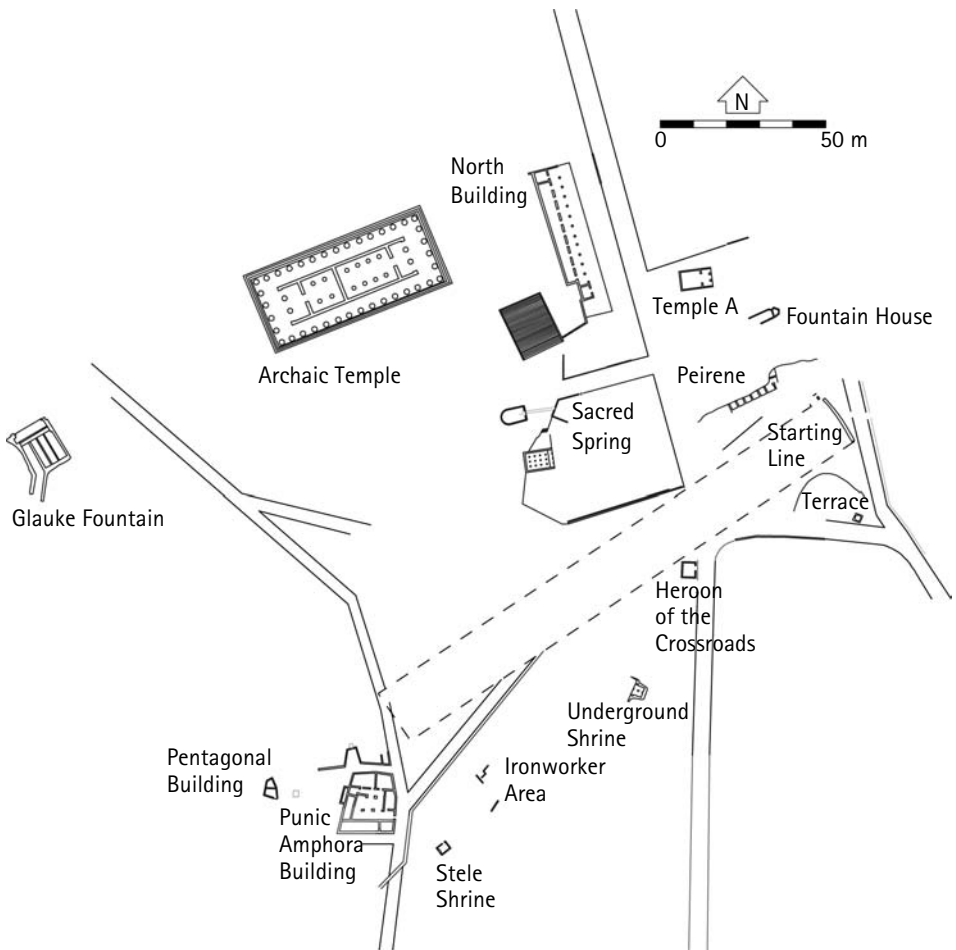 N
0 50 m
North
Building
Temple A
Fountain House
Archaic Temple
Peirene
Sacred
Spring
Starting
Line
Glauke Fountain
Terrace
Heroon
of the
Crossroads
Underground
Shrine
Pentagonal
Building
Ironworker
Area
Punic
Amphora
Building
Stele
Shrine